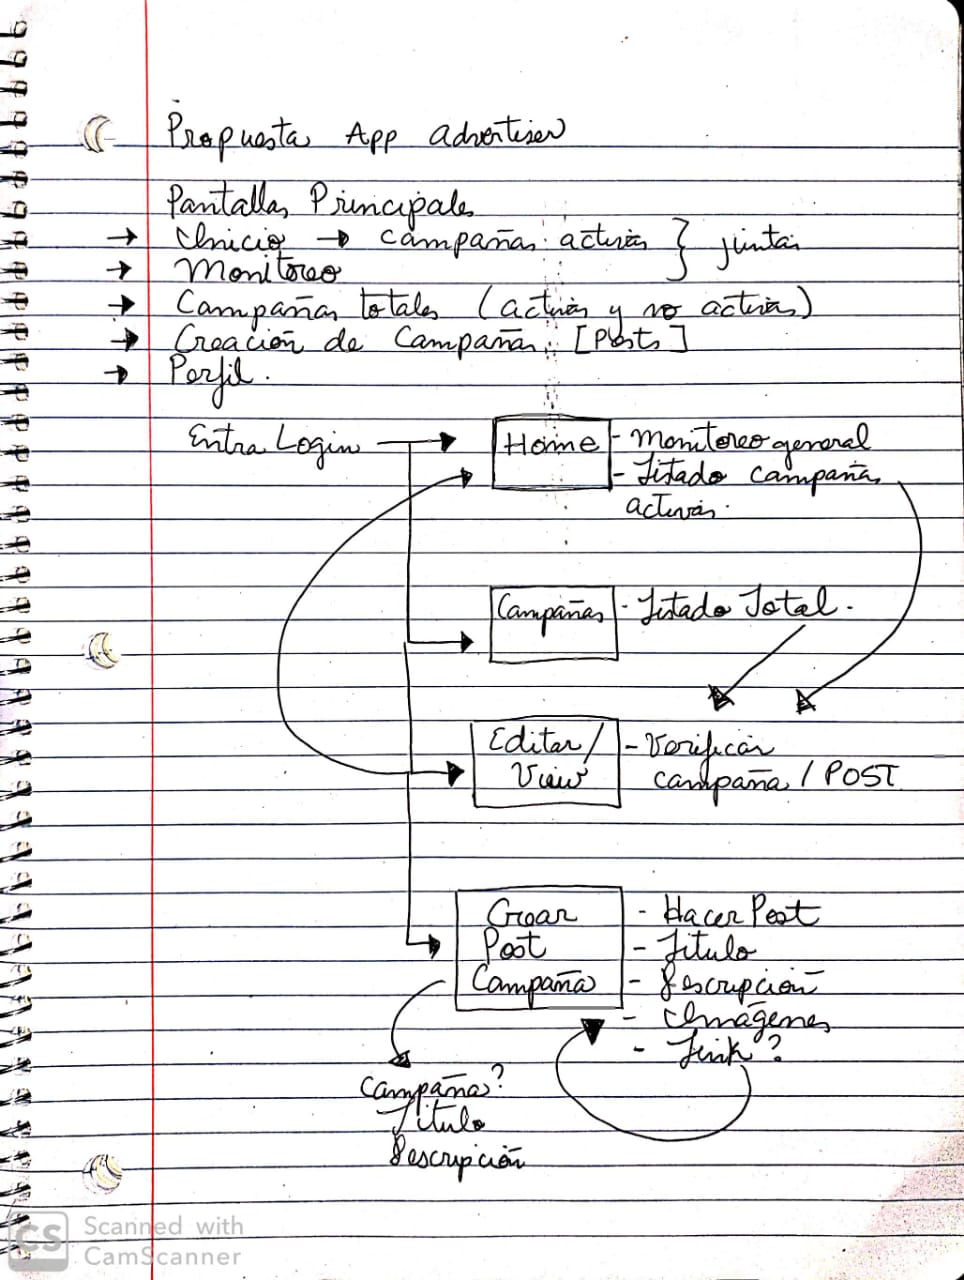 Propuesta App advertiser
Pantallas Principales
→ Inicio → Campañas activas } juntas
→ Monitoreo
→ Campañas totales (activas y no activas)
→ Creación de Campañas [Posts]
→ Perfil.
Entra Login → Home - Monitoreo general
- Listado campañas
activas.
Campañas - Listado Total.
Editar/ - Verificar
View campaña / POST
Crear - Hacer Post
Post - Titulo
Campaña - Descripción
- Imágenes
- Link?
Campaña?
Titulo
Descripción
CS Scanned with
CamScanner